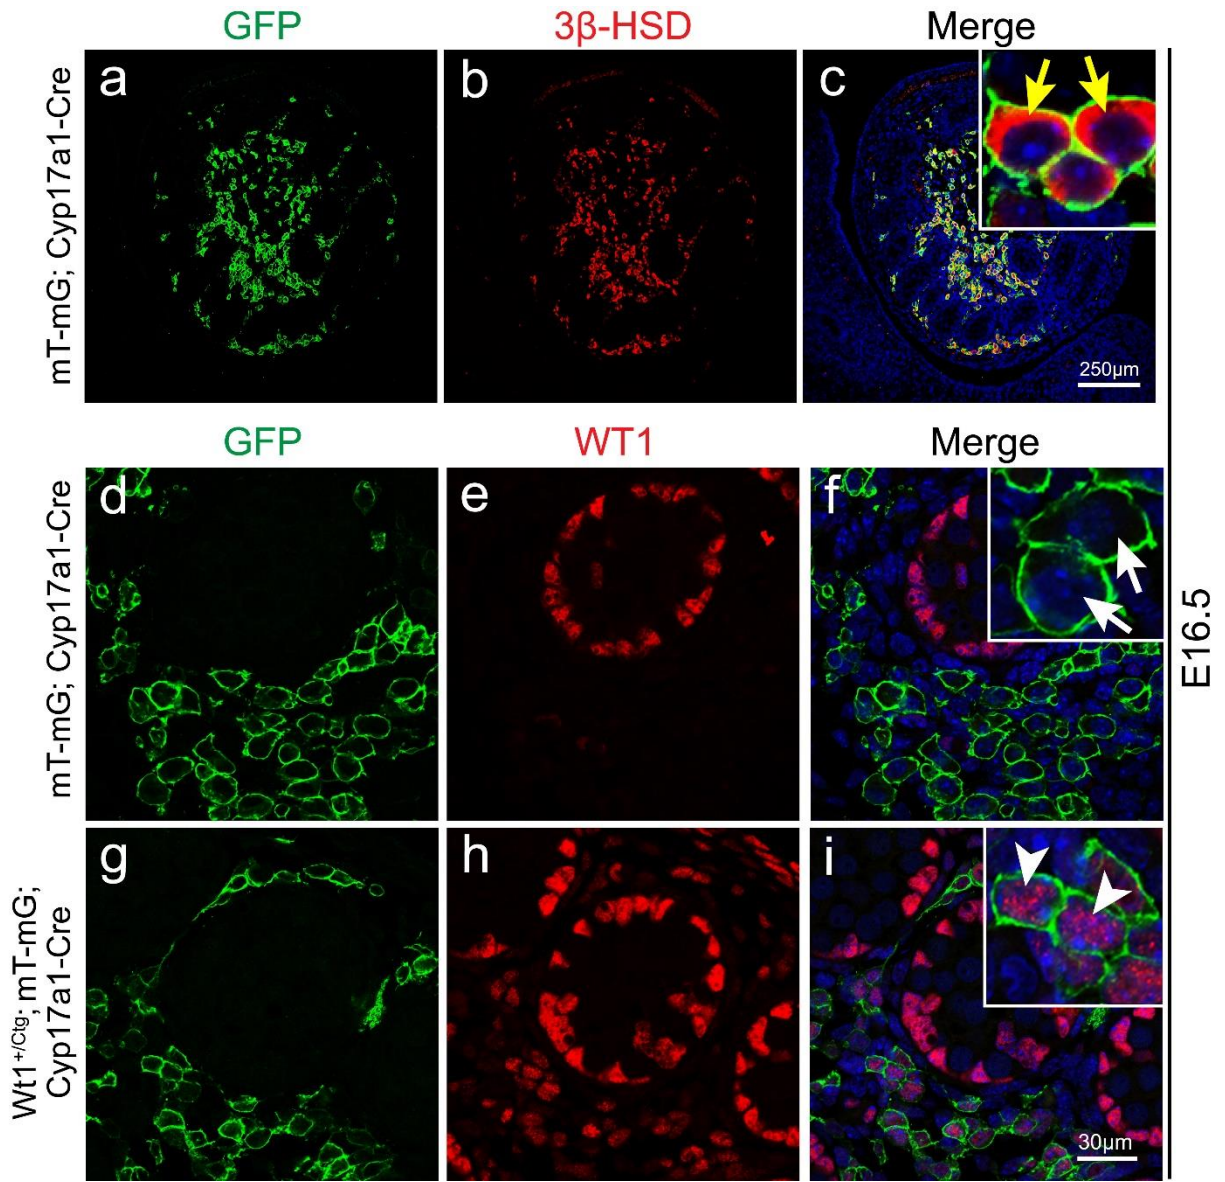 GFP 3β-HSD Merge
mT-mG; Cyp17a1-Cre
a b c
250μm
GFP WT1 Merge
mT-mG; Cyp17a1-Cre
d e f
E16.5
Wt1+/Ctg; mT-mG;
Cyp17a1-Cre
g h i
30μm